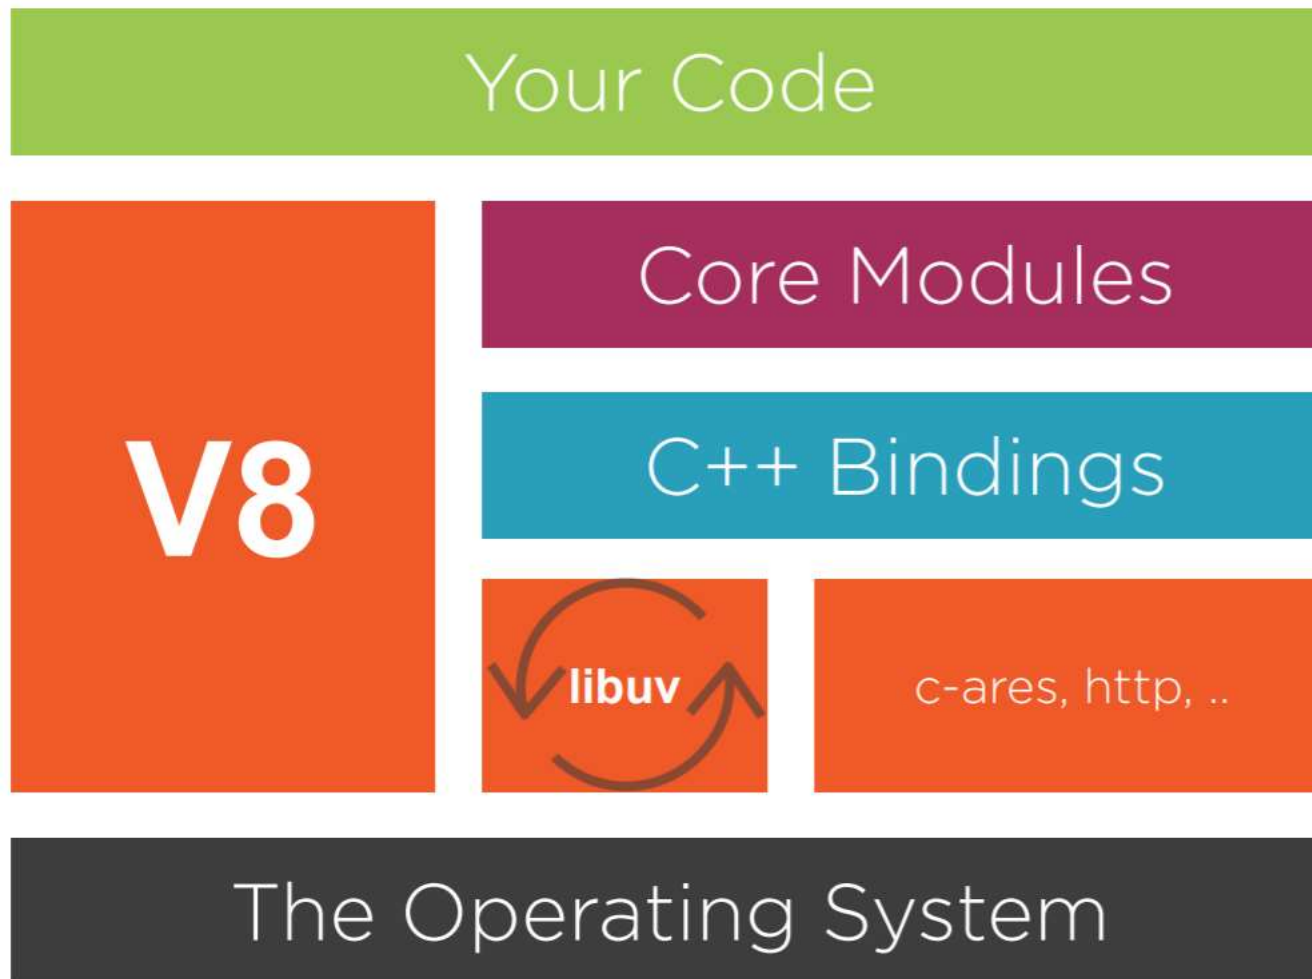 Your Code
V8
Core Modules
C++ Bindings
libuv
c-ares, http, ..
The Operating System